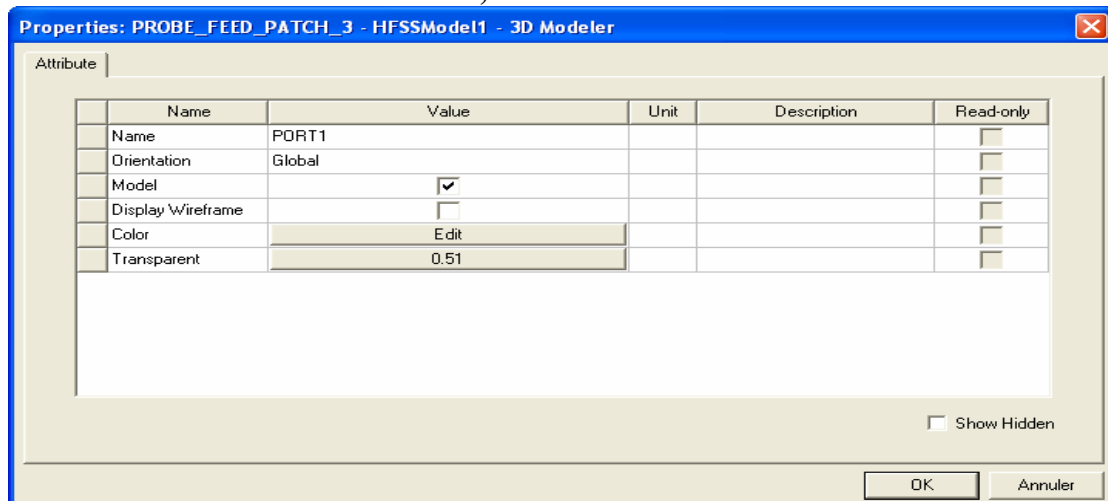 Properties: PROBE_FEED_PATCH_3 - HFSSModel1 - 3D Modeler
Attribute
Name Value Unit Description Read-only
Name PORT1
Orientation Global
Model
Display Wireframe
Color Edit
Transparent 0.51
Show Hidden
OK Annuler